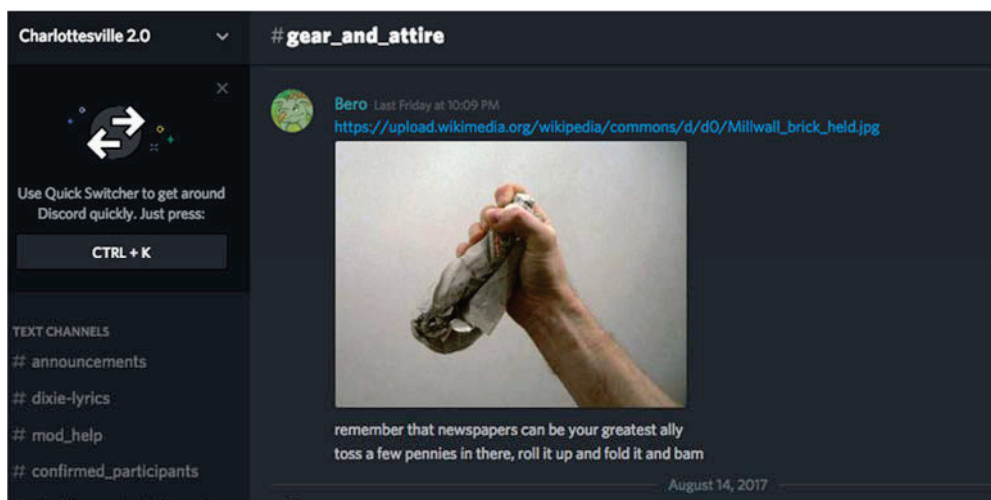 Charlottesville 2.0
Use Quick Switcher to get around
Discord quickly. Just press:
CTRL + K
TEXT CHANNELS
# announcements
# dixie-lyrics
# mod_help
# confirmed_participants
#gear_and_attire
Bero Last Friday at 10:09 PM
https://upload.wikimedia.org/wikipedia/commons/d/d0/Millwall_brick_held.jpg
remember that newspapers can be your greatest ally
toss a few pennies in there, roll it up and fold it and bam
August 14, 2017